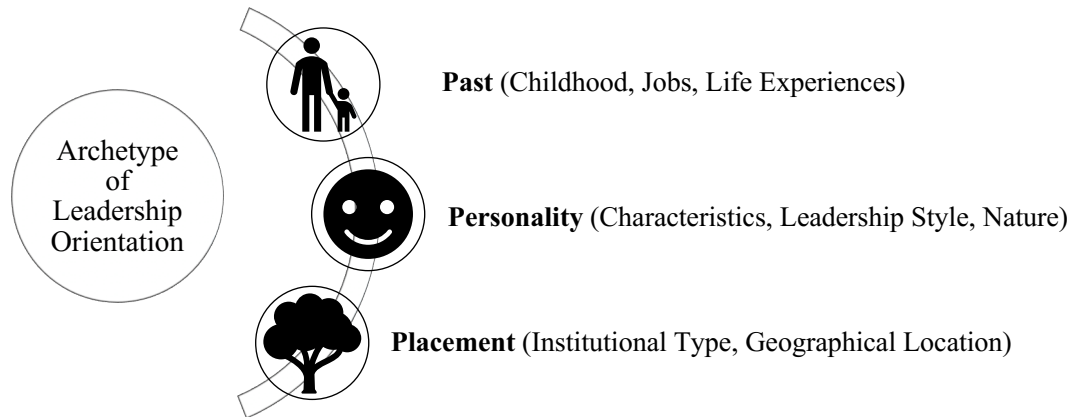 Archetype
of
Leadership
Orientation
Past (Childhood, Jobs, Life Experiences)
Personality (Characteristics, Leadership Style, Nature)
Placement (Institutional Type, Geographical Location)